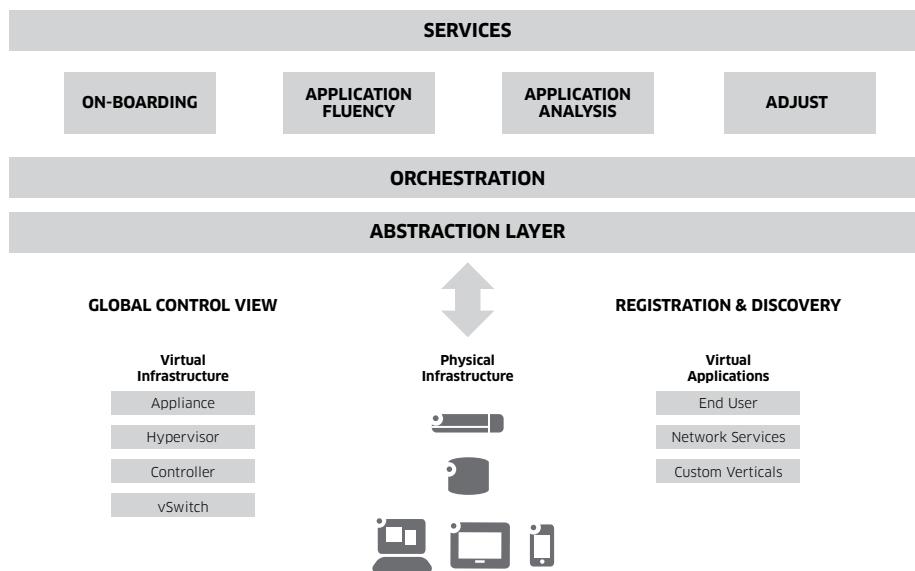 SERVICES
ON-BOARDING
APPLICATION
FLUENCY
APPLICATION
ANALYSIS
ADJUST
ORCHESTRATION
ABSTRACTION LAYER
GLOBAL CONTROL VIEW
REGISTRATION & DISCOVERY
Virtual
Infrastructure
Appliance
Hypervisor
Controller
vSwitch
Physical
Infrastructure
Virtual
Applications
End User
Network Services
Custom Verticals